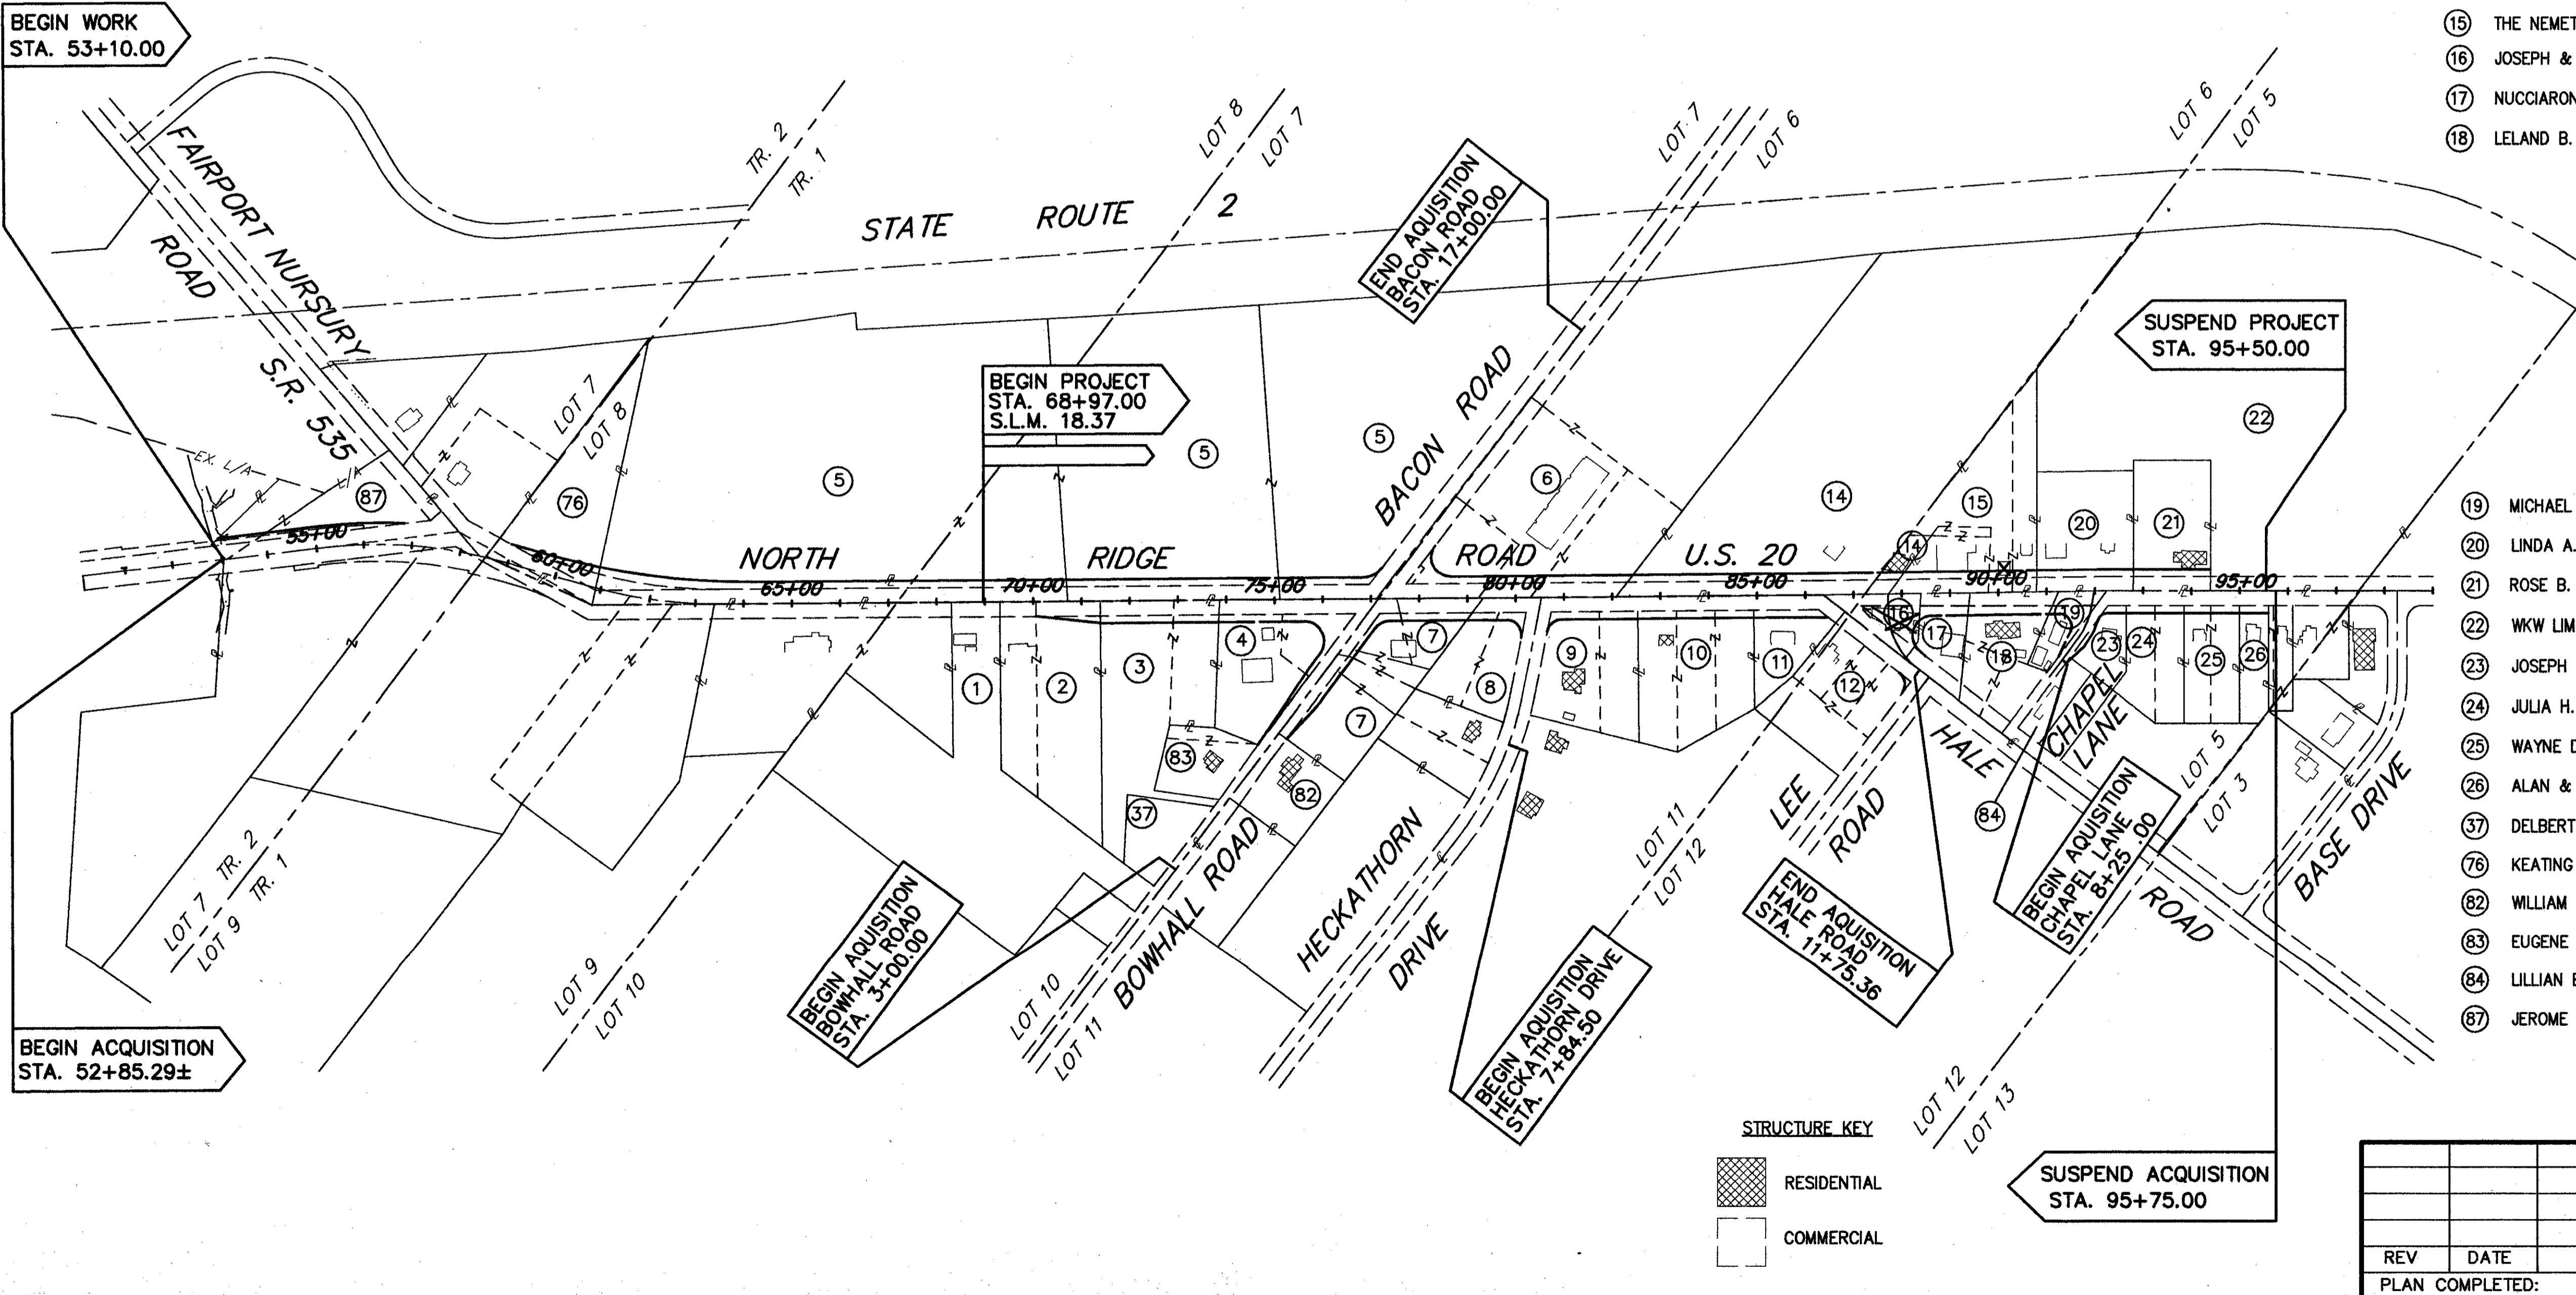 BEGIN WORK
STA. 53+10.00
15 THE NEMET
16 JOSEPH &
17 NUCCIARON
18 LELAND B.
FAIRPORT NURSURY
ROAD
S.R. 535
TR. 2
TR. 1
LOT 8
LOT 7
LOT 7
LOT 6
LOT 6
LOT 5
STATE ROUTE 2
END AQUISITION
BACON ROAD
STA. 17+00.00
SUSPEND PROJECT
STA. 95+50.00
BEGIN PROJECT
STA. 68+97.00
S.L.M. 18.37
LOT 7
LOT 8
BACON ROAD
EX. L/A
L/A
87
76
5
5
5
6
14
15
14
20
21
22
NORTH RIDGE ROAD U.S. 20
55+00
60+00
65+00
70+00
75+00
80+00
85+00
90+00
95+00
1
2
3
4
7
7
8
9
10
11
12
16
17
18
19
23
24
25
26
83
82
37
84
19 MICHAEL
20 LINDA A.
21 ROSE B.
22 WKW LIM
23 JOSEPH
24 JULIA H.
25 WAYNE D
26 ALAN &
37 DELBERT
76 KEATING
82 WILLIAM
83 EUGENE
84 LILLIAN E
87 JEROME
CHAPEL
LANE
HALE ROAD
LEE
ROAD
BASE DRIVE
LOT 5
LOT 3
BOWHALL ROAD
HECKATHORN
DRIVE
LOT 7 TR. 2
LOT 9 TR. 1
LOT 9
LOT 10
LOT 10
LOT 11
LOT 11
LOT 12
LOT 12
LOT 13
BEGIN AQUISITION
BOWHALL ROAD
STA. 3+00.00
BEGIN AQUISITION
HECKATHORN DRIVE
STA. 7+84.50
END AQUISITION
HALE ROAD
STA. 11+75.36
BEGIN AQUISITION
CHAPEL LANE
STA. 8+25 .00
BEGIN ACQUISITION
STA. 52+85.29±
STRUCTURE KEY
RESIDENTIAL
COMMERCIAL
SUSPEND ACQUISITION
STA. 95+75.00
REV DATE
PLAN COMPLETED: